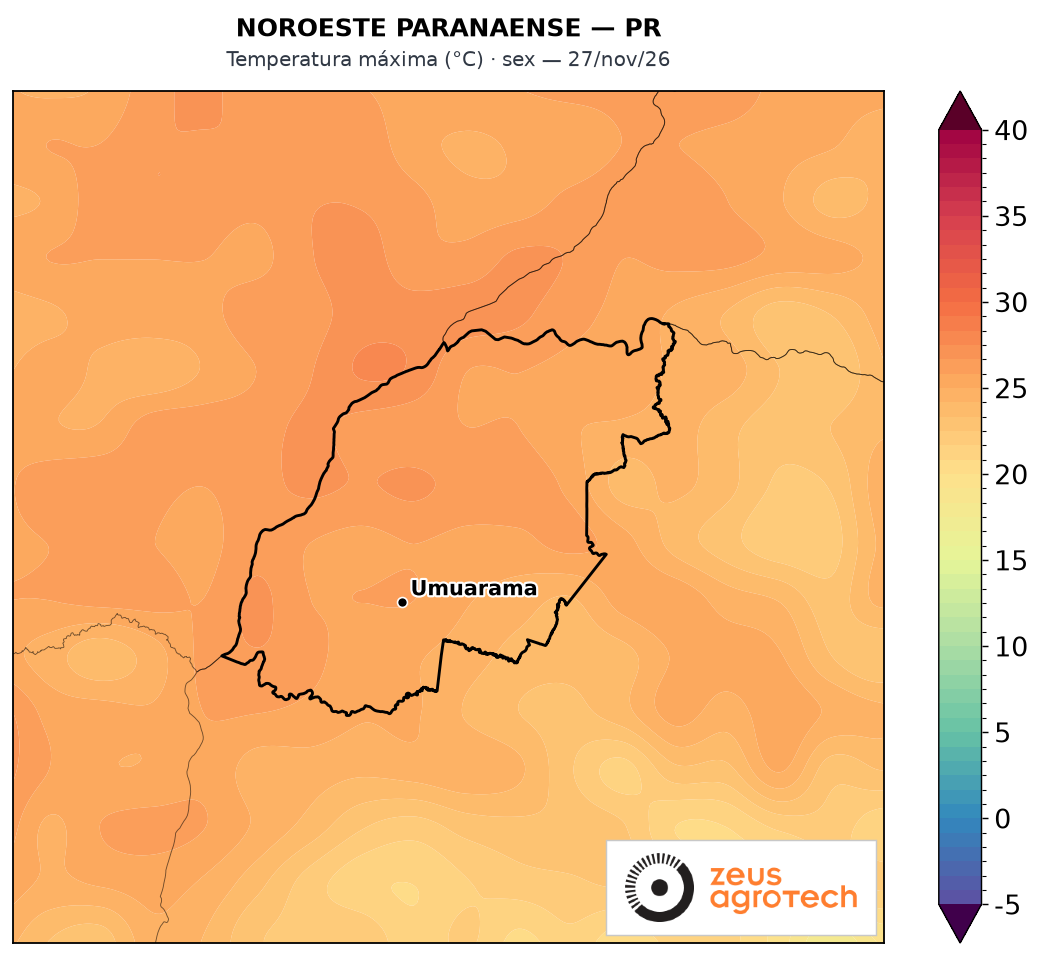 NOROESTE PARANAENSE — PR
Temperatura máxima (°C) · sex — 27/nov/26
40
35
30
25
20
15
10
5
0
-5
Umuarama
zeus
agrotech